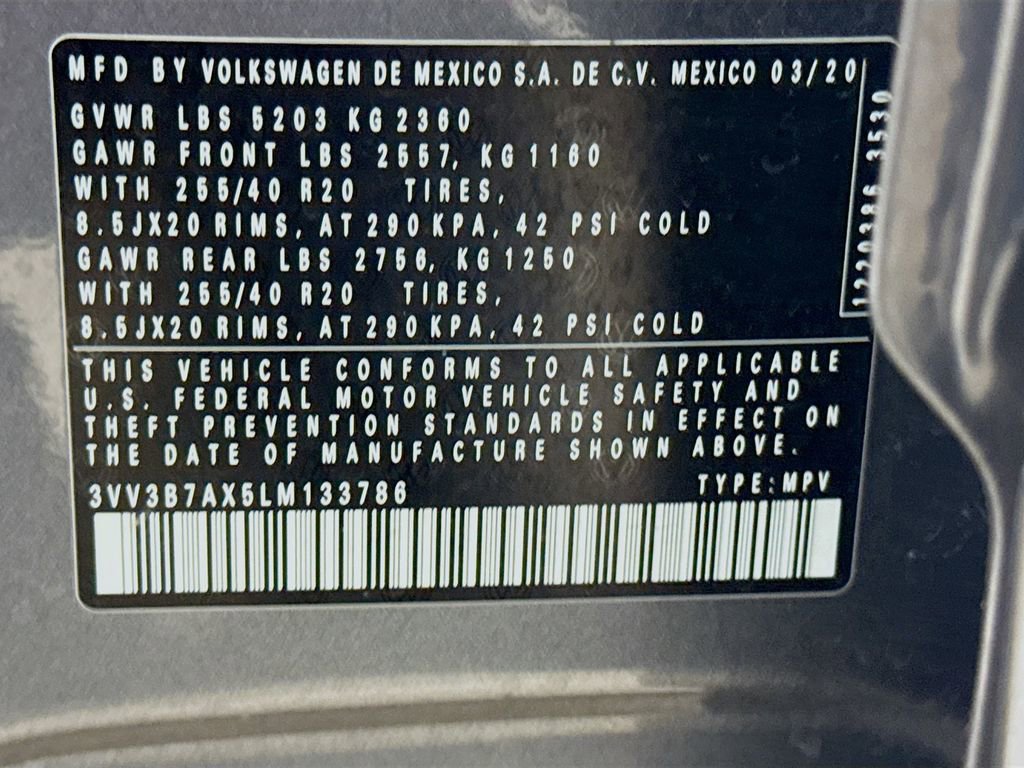 MFD BY VOLKSWAGEN DE MEXICO S.A. DE C.V. MEXICO 03/20
GVWR LBS 5203 KG 2360
GAWR FRONT LBS 2557, KG 1160
WITH 255/40 R20 TIRES,
8.5JX20 RIMS, AT 290 KPA, 42 PSI COLD
GAWR REAR LBS 2756, KG 1250
WITH 255/40 R20 TIRES,
8.5JX20 RIMS, AT 290 KPA, 42 PSI COLD
THIS VEHICLE CONFORMS TO ALL APPLICABLE
U.S. FEDERAL MOTOR VEHICLE SAFETY AND
THEFT PREVENTION STANDARDS IN EFFECT ON
THE DATE OF MANUFACTURE SHOWN ABOVE.
3VV3B7AX5LM133786 TYPE:MPV
1220386 3530